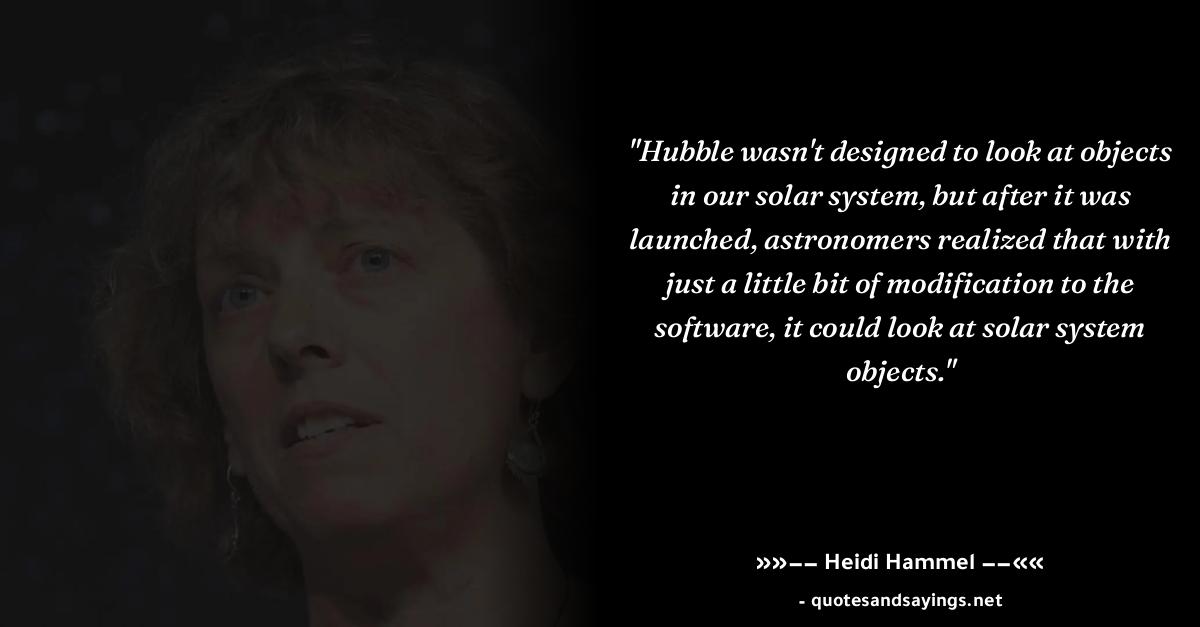 "Hubble wasn't designed to look at objects
in our solar system, but after it was
launched, astronomers realized that with
just a little bit of modification to the
software, it could look at solar system
objects."
»»−− Heidi Hammel −−««
- quotesandsayings.net